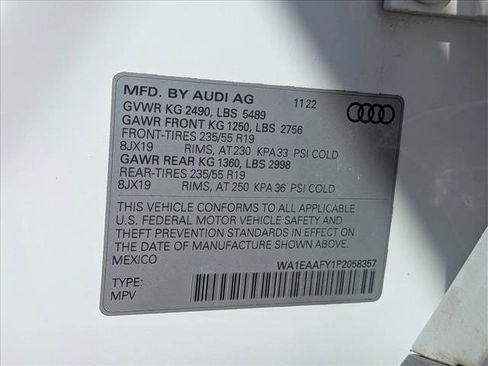 MFD. BY AUDI AG 11 22
GVWR KG 2490, LBS 5489
GAWR FRONT KG 1250, LBS 2756
FRONT-TIRES 235/55 R19
8JX19 RIMS, AT 230 KPA 33 PSI COLD
GAWR REAR KG 1360, LBS 2998
REAR-TIRES 235/55 R19
8JX19 RIMS, AT 250 KPA 36 PSI COLD
THIS VEHICLE CONFORMS TO ALL APPLICABLE
U.S. FEDERAL MOTOR VEHICLE SAFETY AND
THEFT PREVENTION STANDARDS IN EFFECT ON
THE DATE OF MANUFACTURE SHOWN ABOVE.
MEXICO WA1EAAFY1P2058357
TYPE:
MPV